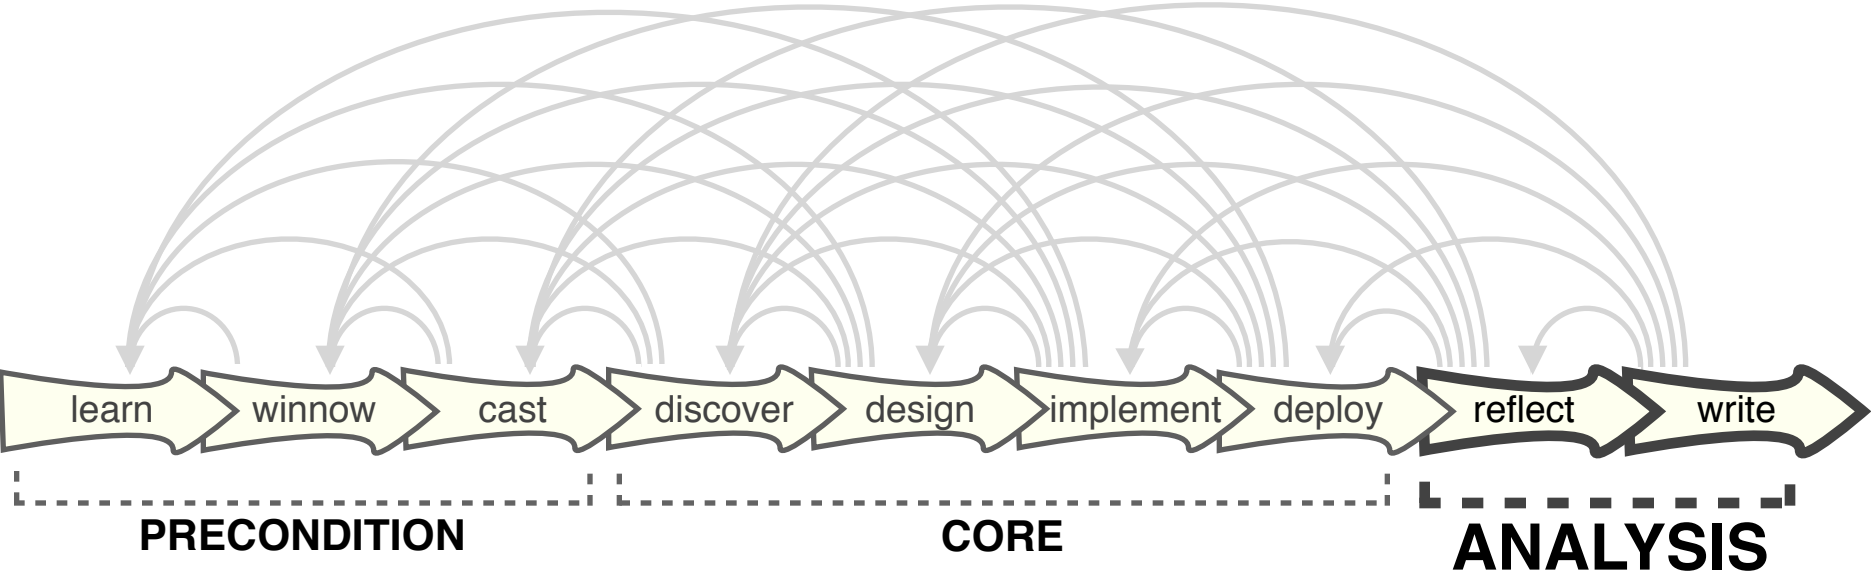 learn winnow cast discover design implement deploy reflect write
PRECONDITION CORE ANALYSIS